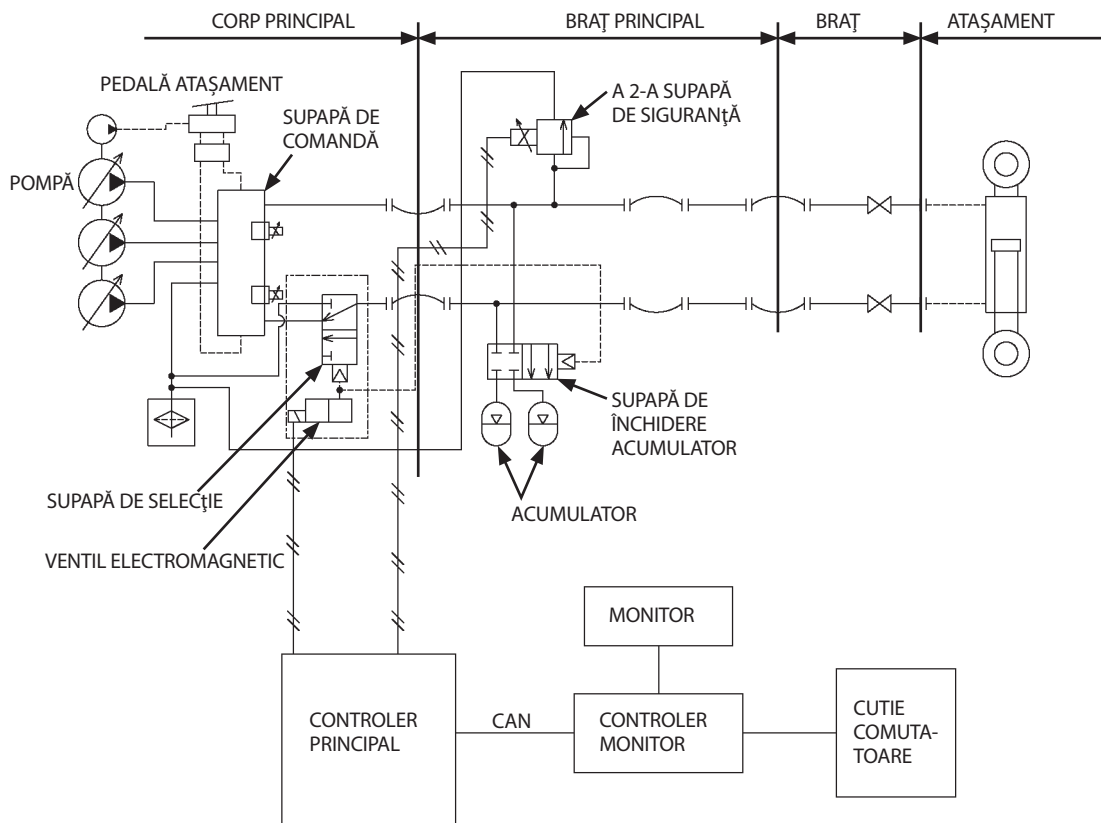 CORP PRINCIPAL
BRAŢ PRINCIPAL
BRAŢ
ATAŞAMENT
PEDALĂ ATAŞAMENT
SUPAPĂ DE
COMANDĂ
A 2-A SUPAPĂ
DE SIGURANţĂ
POMPĂ
SUPAPĂ DE
ÎNCHIDERE
ACUMULATOR
SUPAPĂ DE SELECţIE
ACUMULATOR
VENTIL ELECTROMAGNETIC
MONITOR
CONTROLER
PRINCIPAL
CAN
CONTROLER
MONITOR
CUTIE
COMUTA-
TOARE